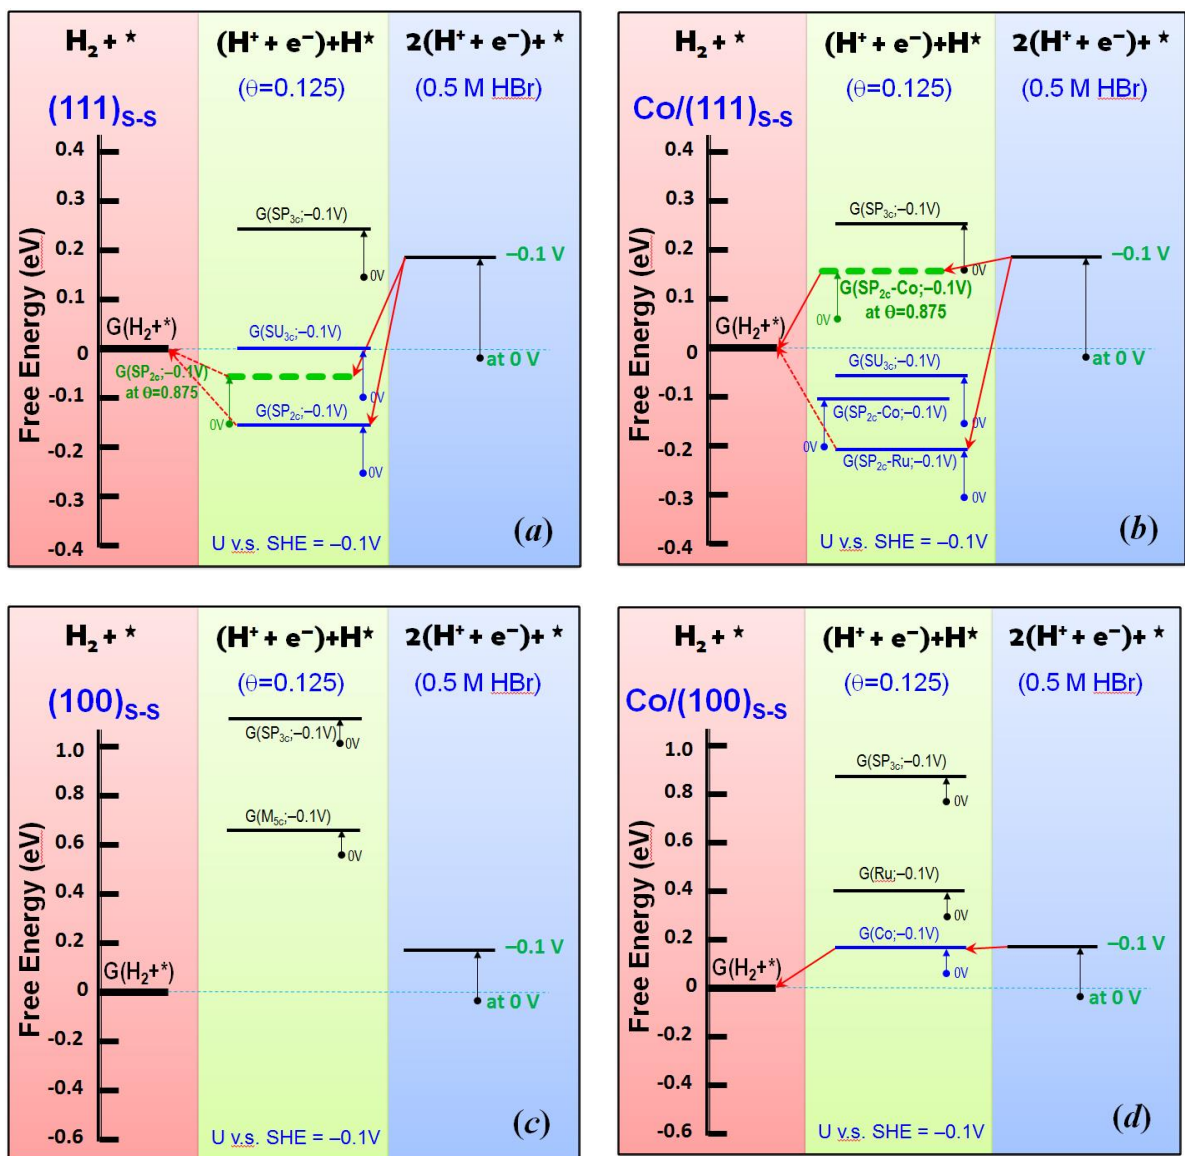 H₂ + ★ (H⁺ + e⁻)+H★ 2(H⁺ + e⁻)+ ★
(θ=0.125) (0.5 M HBr)
(111)S-S
0.4
0.3
G(SP3c;–0.1V)
0V
0.2
–0.1 V
0.1
G(H₂+*)
G(SU3c;–0.1V)
0
at 0 V
G(SP2c;–0.1V)
at θ=0.875
0V
-0.1
G(SP2c;–0.1V)
0V
-0.2
0V
-0.3
-0.4
Free Energy (eV)
U v.s. SHE = –0.1V
(a)
H₂ + ★ (H⁺ + e⁻)+H★ 2(H⁺ + e⁻)+ ★
(θ=0.125) (0.5 M HBr)
Co/(111)S-S
0.4
0.3
G(SP3c;–0.1V)
0V
0.2
–0.1 V
G(SP2c-Co;–0.1V)
at θ=0.875
0V
0.1
G(H₂+*)
0
at 0 V
G(SU3c;–0.1V)
0V
-0.1
G(SP2c-Co;–0.1V)
0V
-0.2
G(SP2c-Ru;–0.1V)
0V
-0.3
-0.4
Free Energy (eV)
U v.s. SHE = –0.1V
(b)
H₂ + ★ (H⁺ + e⁻)+H★ 2(H⁺ + e⁻)+ ★
(θ=0.125) (0.5 M HBr)
(100)S-S
G(SP3c;–0.1V)
0V
1.0
0.8
G(M5c;–0.1V)
0V
0.6
0.4
0.2
–0.1 V
G(H₂+*)
0
at 0 V
-0.2
-0.4
-0.6
Free Energy (eV)
U v.s. SHE = –0.1V
(c)
H₂ + ★ (H⁺ + e⁻)+H★ 2(H⁺ + e⁻)+ ★
(θ=0.125) (0.5 M HBr)
Co/(100)S-S
1.0
G(SP3c;–0.1V)
0V
0.8
0.6
G(Ru;–0.1V)
0V
0.4
G(Co;–0.1V)
0V
0.2
–0.1 V
G(H₂+*)
0
at 0 V
-0.2
-0.4
-0.6
Free Energy (eV)
U v.s. SHE = –0.1V
(d)